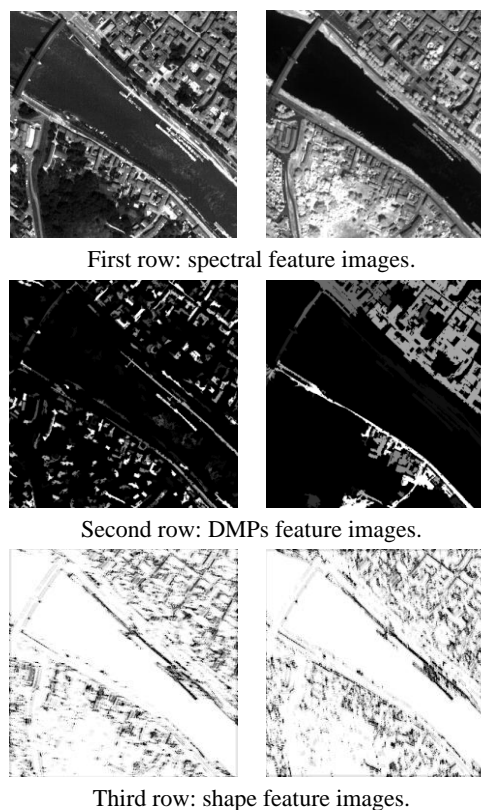 First row: spectral feature images.
Second row: DMPs feature images.
Third row: shape feature images.